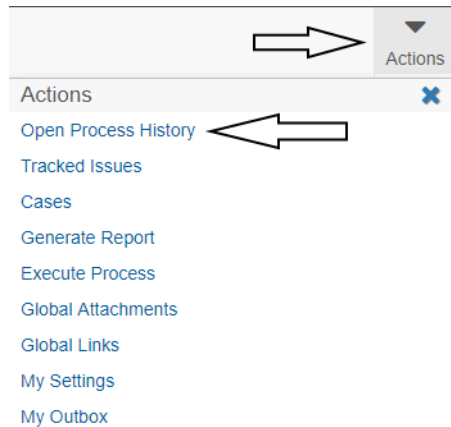 Actions
Actions
Open Process History
Tracked Issues
Cases
Generate Report
Execute Process
Global Attachments
Global Links
My Settings
My Outbox